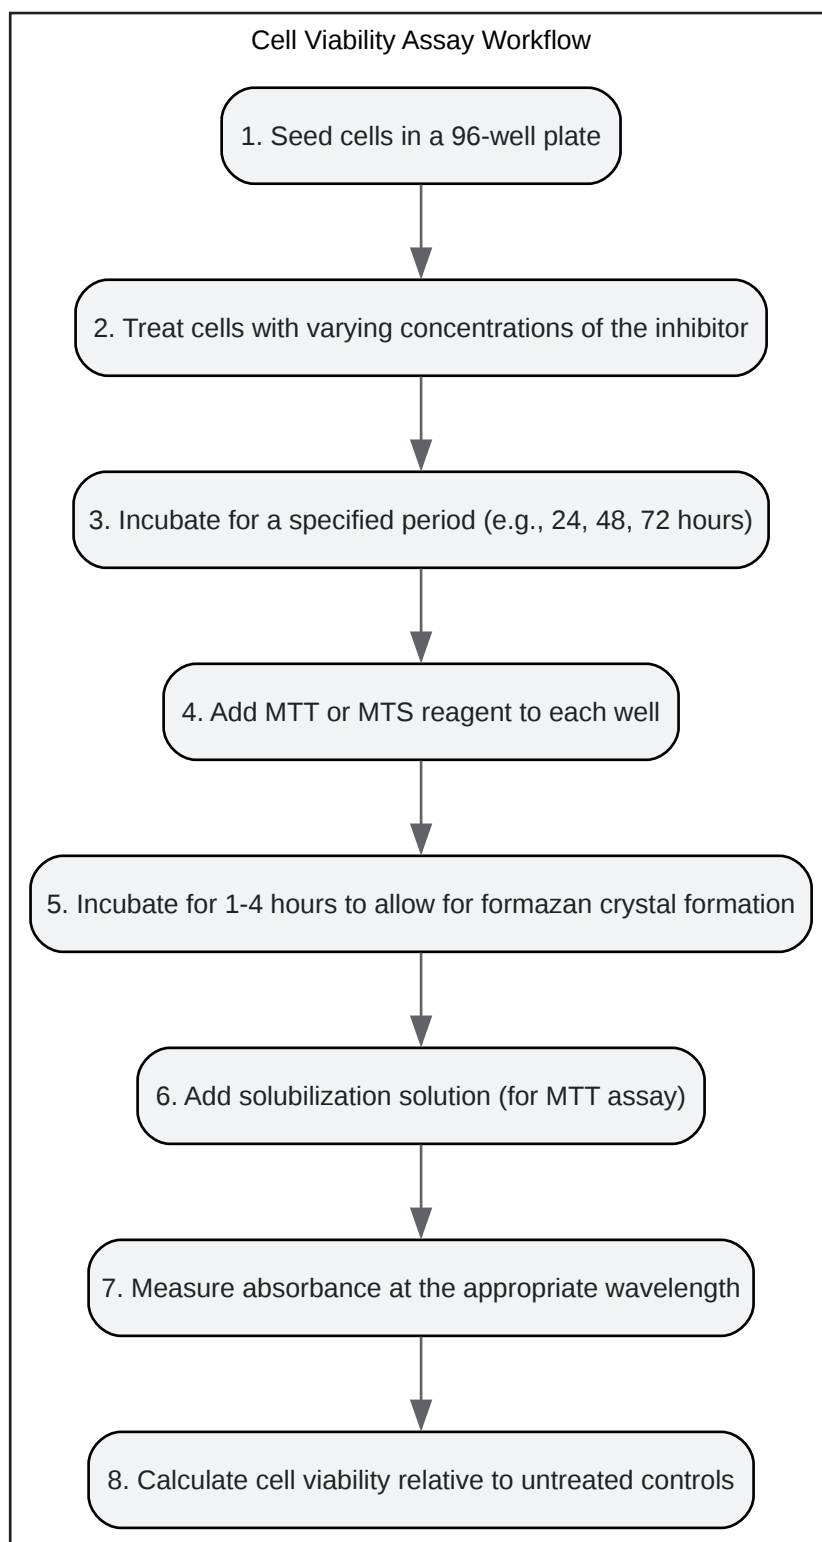 Cell Viability Assay Workflow
1. Seed cells in a 96-well plate
2. Treat cells with varying concentrations of the inhibitor
3. Incubate for a specified period (e.g., 24, 48, 72 hours)
4. Add MTT or MTS reagent to each well
5. Incubate for 1-4 hours to allow for formazan crystal formation
6. Add solubilization solution (for MTT assay)
7. Measure absorbance at the appropriate wavelength
8. Calculate cell viability relative to untreated controls